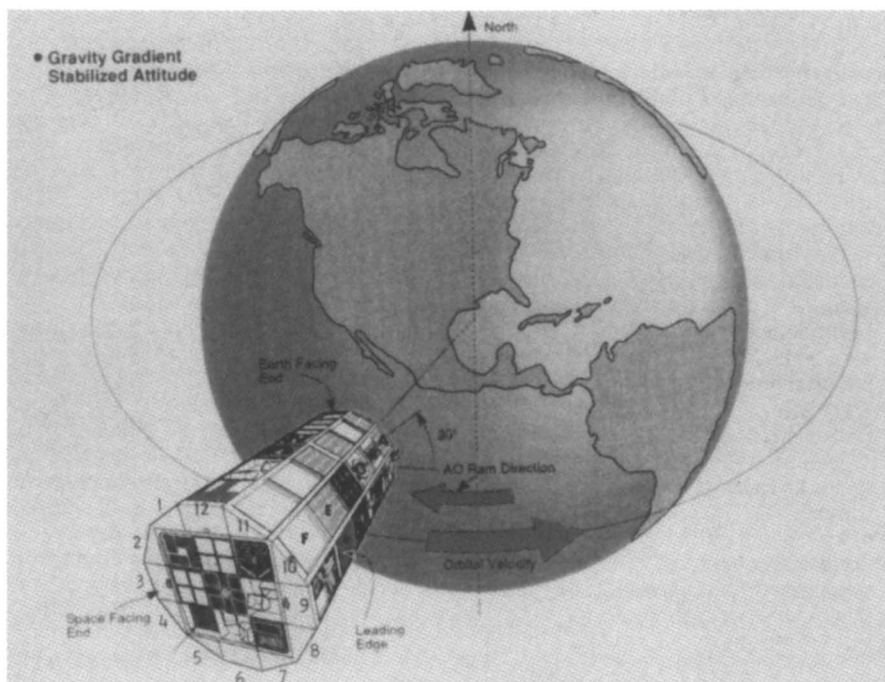 North
• Gravity Gradient
Stabilized Attitude
Earth Facing
End
AO Ram Direction
Orbital Velocity
1
12
11
2
10
3
9
4
8
5
6
7
E
F
Space Facing
End
Leading
Edge